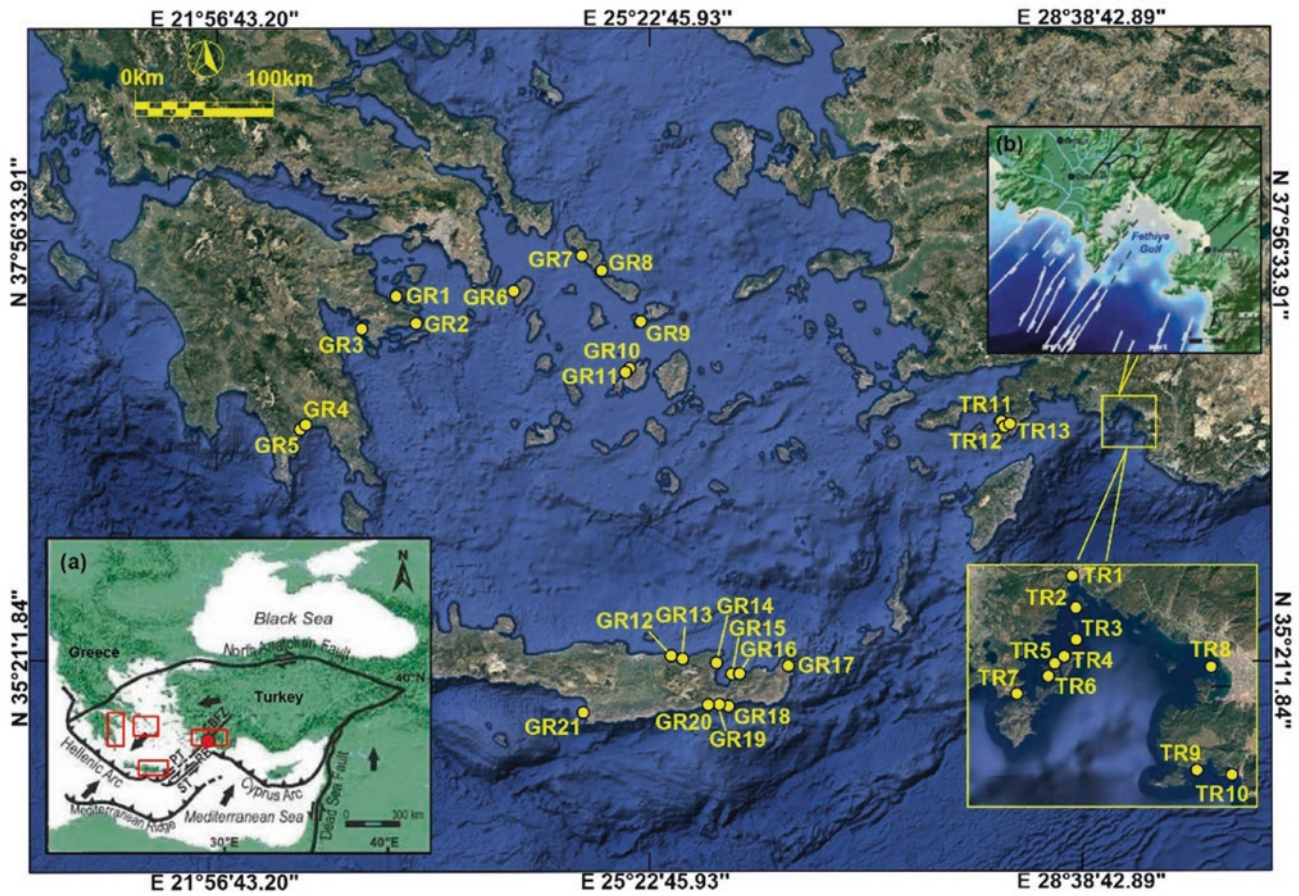 E 21°56'43.20"
E 25°22'45.93"
E 28°38'42.89"
0km
100km
(b)
Fethiye
Gulf
N 37°56'33.91"
N 37°56'33.91"
GR7
GR8
GR1
GR6
GR2
GR3
GR9
GR10
GR11
GR4
GR5
TR11
TR12
TR13
(a)
N
Black Sea
Greece
North Anatolian Fault
40°N
Turkey
BFZ
Hellenic Arc
PT
RB
ST
Cyprus Arc
Dead Sea Fault
Mediterranean Ridge
Mediterranean Sea
0
300 km
30°E
40°E
TR1
TR2
TR3
TR5
TR4
TR8
TR7
TR6
TR9
TR10
GR12
GR13
GR14
GR15
GR16
GR17
GR21
GR20
GR18
GR19
N 35°21'1.84"
N 35°21'1.84"
E 21°56'43.20"
E 25°22'45.93"
E 28°38'42.89"